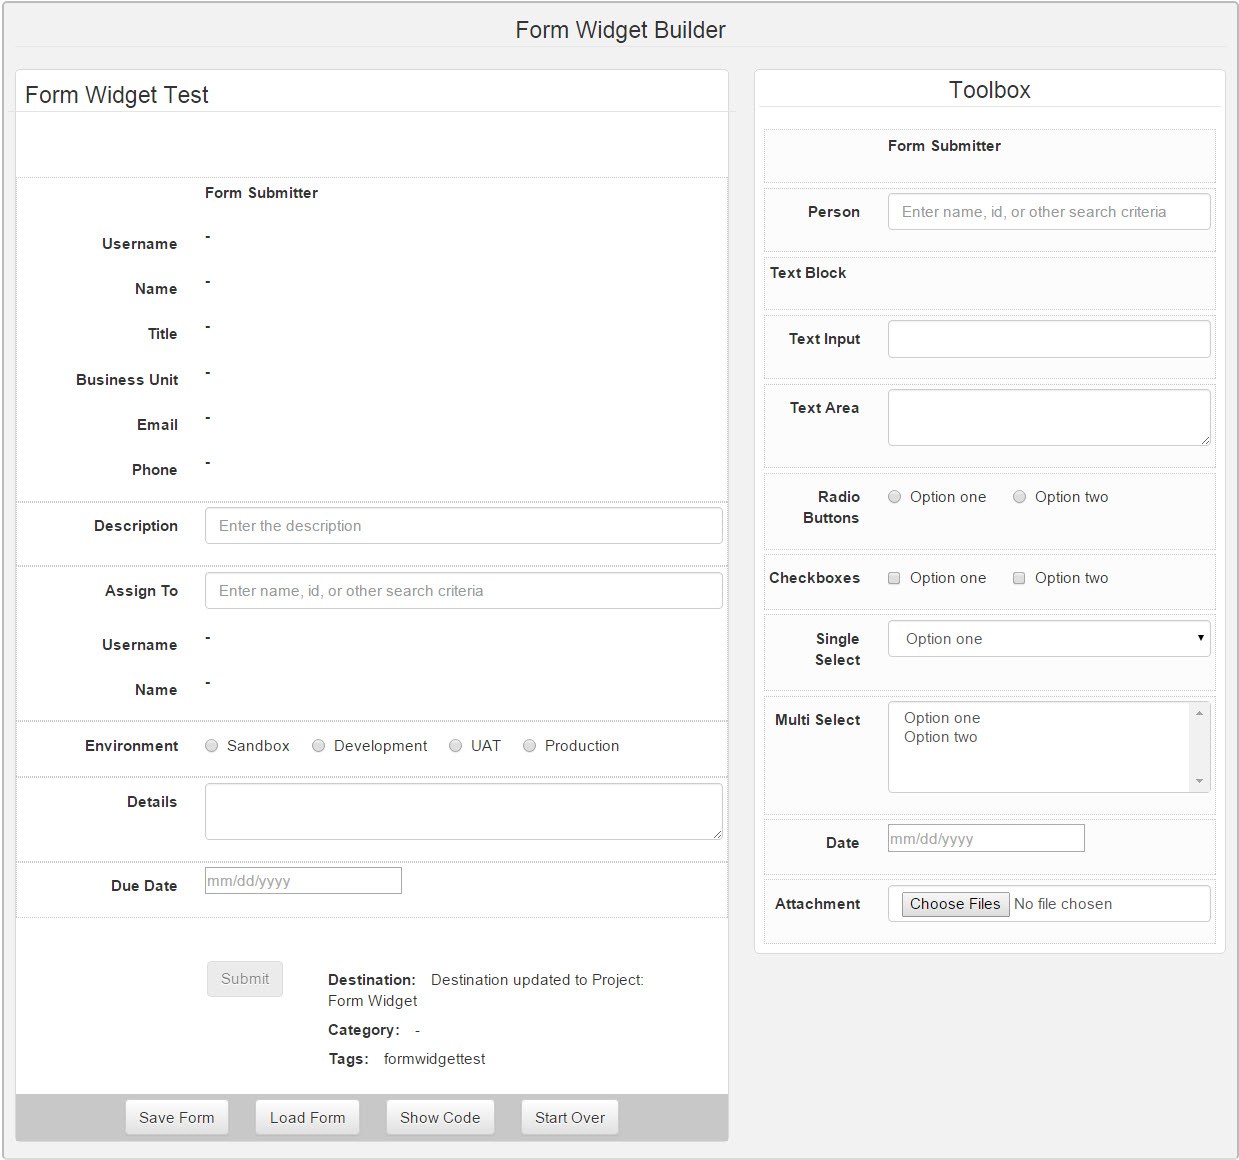 Form Widget Builder
Form Widget Test
Form Submitter
Username -
Name -
Title -
Business Unit -
Email -
Phone -
Description Enter the description
Assign To Enter name, id, or other search criteria
Username -
Name -
Environment Sandbox Development UAT Production
Details
Due Date mm/dd/yyyy
Submit
Destination: Destination updated to Project:
Form Widget
Category: -
Tags: formwidgettest
Save Form Load Form Show Code Start Over
Toolbox
Form Submitter
Person Enter name, id, or other search criteria
Text Block
Text Input
Text Area
Radio Option one Option two
Buttons
Checkboxes Option one Option two
Single Option one
Select
Multi Select Option one
Option two
Date mm/dd/yyyy
Attachment Choose Files No file chosen